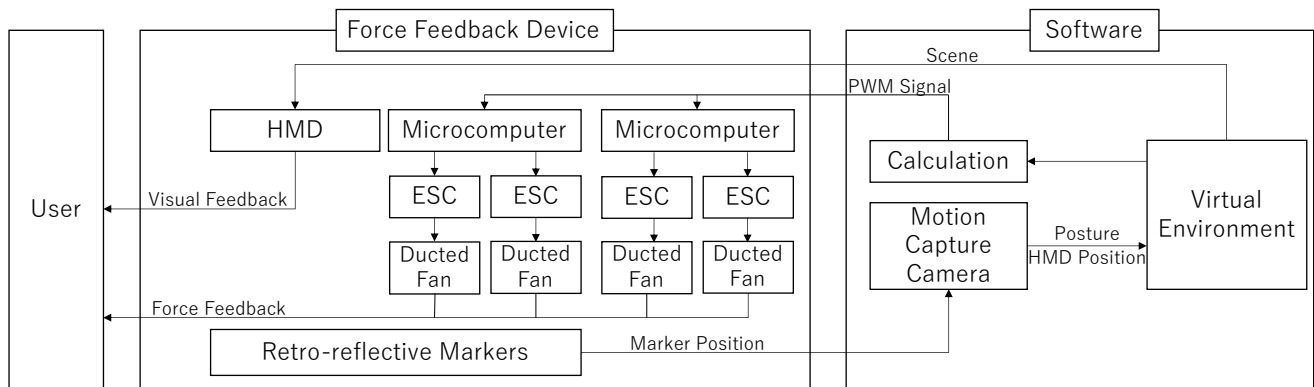 Force Feedback Device
Software
Scene
PWM Signal
HMD
Microcomputer
Microcomputer
Calculation
User
Visual Feedback
ESC
ESC
ESC
ESC
Virtual
Environment
Motion
Capture
Camera
Posture
HMD Position
Ducted
Fan
Ducted
Fan
Ducted
Fan
Ducted
Fan
Force Feedback
Retro-reflective Markers
Marker Position